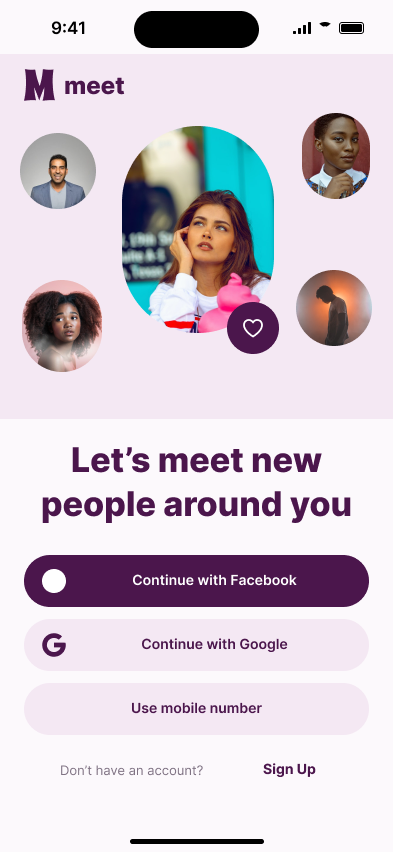 9:41
M meet
Let's meet new
people around you
Continue with Facebook
G Continue with Google
Use mobile number
Don't have an account? Sign Up